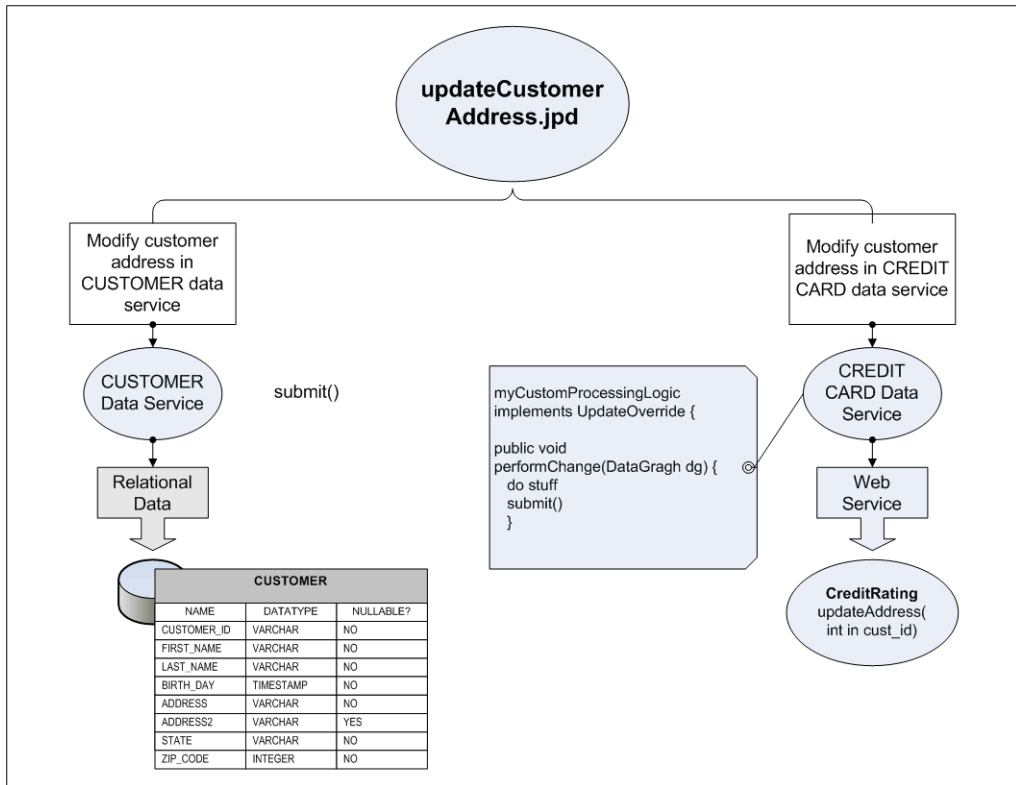 updateCustomer
Address.jpd
Modify customer
address in
CUSTOMER data
service
Modify customer
address in CREDIT
CARD data service
CUSTOMER
Data Service
submit()
myCustomProcessingLogic
implements UpdateOverride {
public void
performChange(DataGragh dg) {
do stuff
submit()
}
CREDIT
CARD Data
Service
Relational
Data
Web
Service
CUSTOMER
NAME DATATYPE NULLABLE?
CUSTOMER_ID VARCHAR NO
FIRST_NAME VARCHAR NO
LAST_NAME VARCHAR NO
BIRTH_DAY TIMESTAMP NO
ADDRESS VARCHAR NO
ADDRESS2 VARCHAR YES
STATE VARCHAR NO
ZIP_CODE INTEGER NO
CreditRating
updateAddress(
int in cust_id)